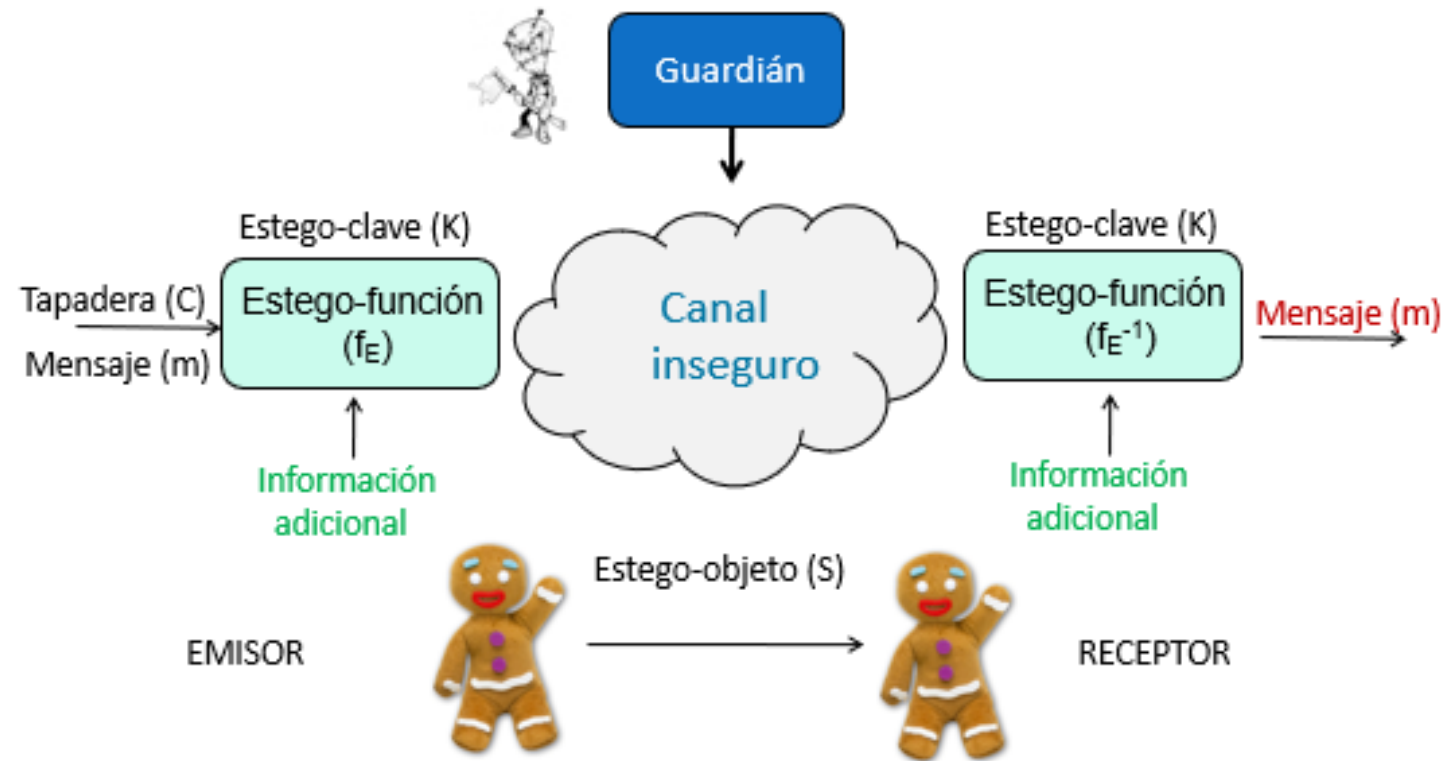 Guardián
Estego-clave (K)
Estego-clave (K)
Tapadera (C)
Mensaje (m)
Estego-función
(fE)
Canal
inseguro
Estego-función
(fE-1)
Mensaje (m)
Información
adicional
Información
adicional
Estego-objeto (S)
EMISOR
RECEPTOR